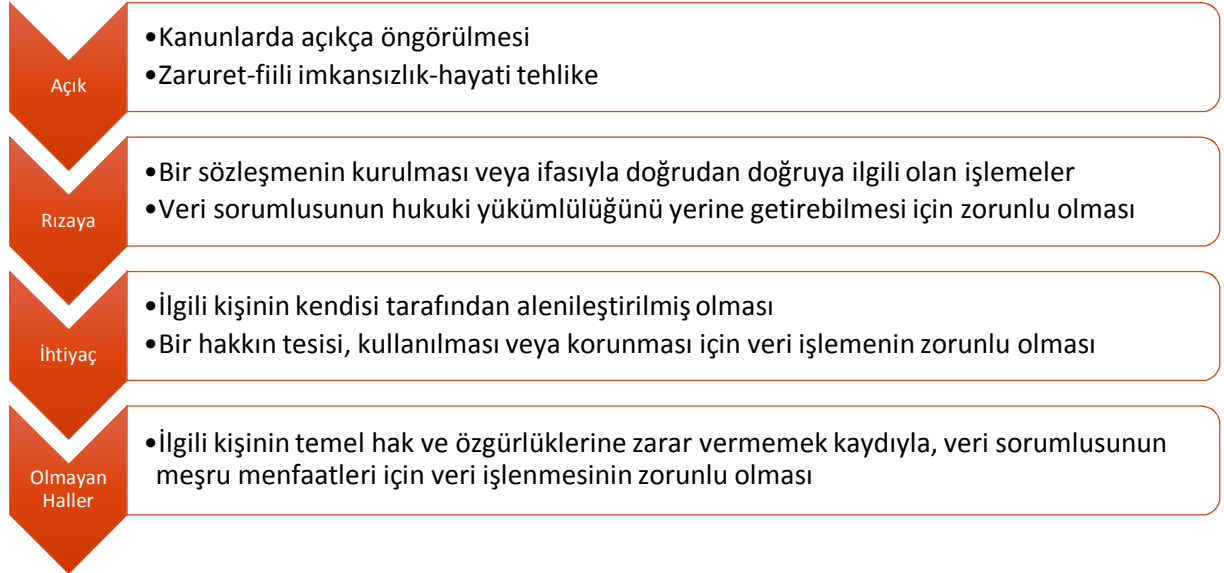 Açık
•Kanunlarda açıkça öngörülmesi
•Zaruret-fiili imkansızlık-hayati tehlike
Rızaya
•Bir sözleşmenin kurulması veya ifasıyla doğrudan doğruya ilgili olan işlemeler
•Veri sorumlusunun hukuki yükümlülüğünü yerine getirebilmesi için zorunlu olması
İhtiyaç
•İlgili kişinin kendisi tarafından alenileştirilmiş olması
•Bir hakkın tesisi, kullanılması veya korunması için veri işlemenin zorunlu olması
Olmayan
Haller
•İlgili kişinin temel hak ve özgürlüklerine zarar vermemek kaydıyla, veri sorumlusunun
meşru menfaatleri için veri işlenmesinin zorunlu olması